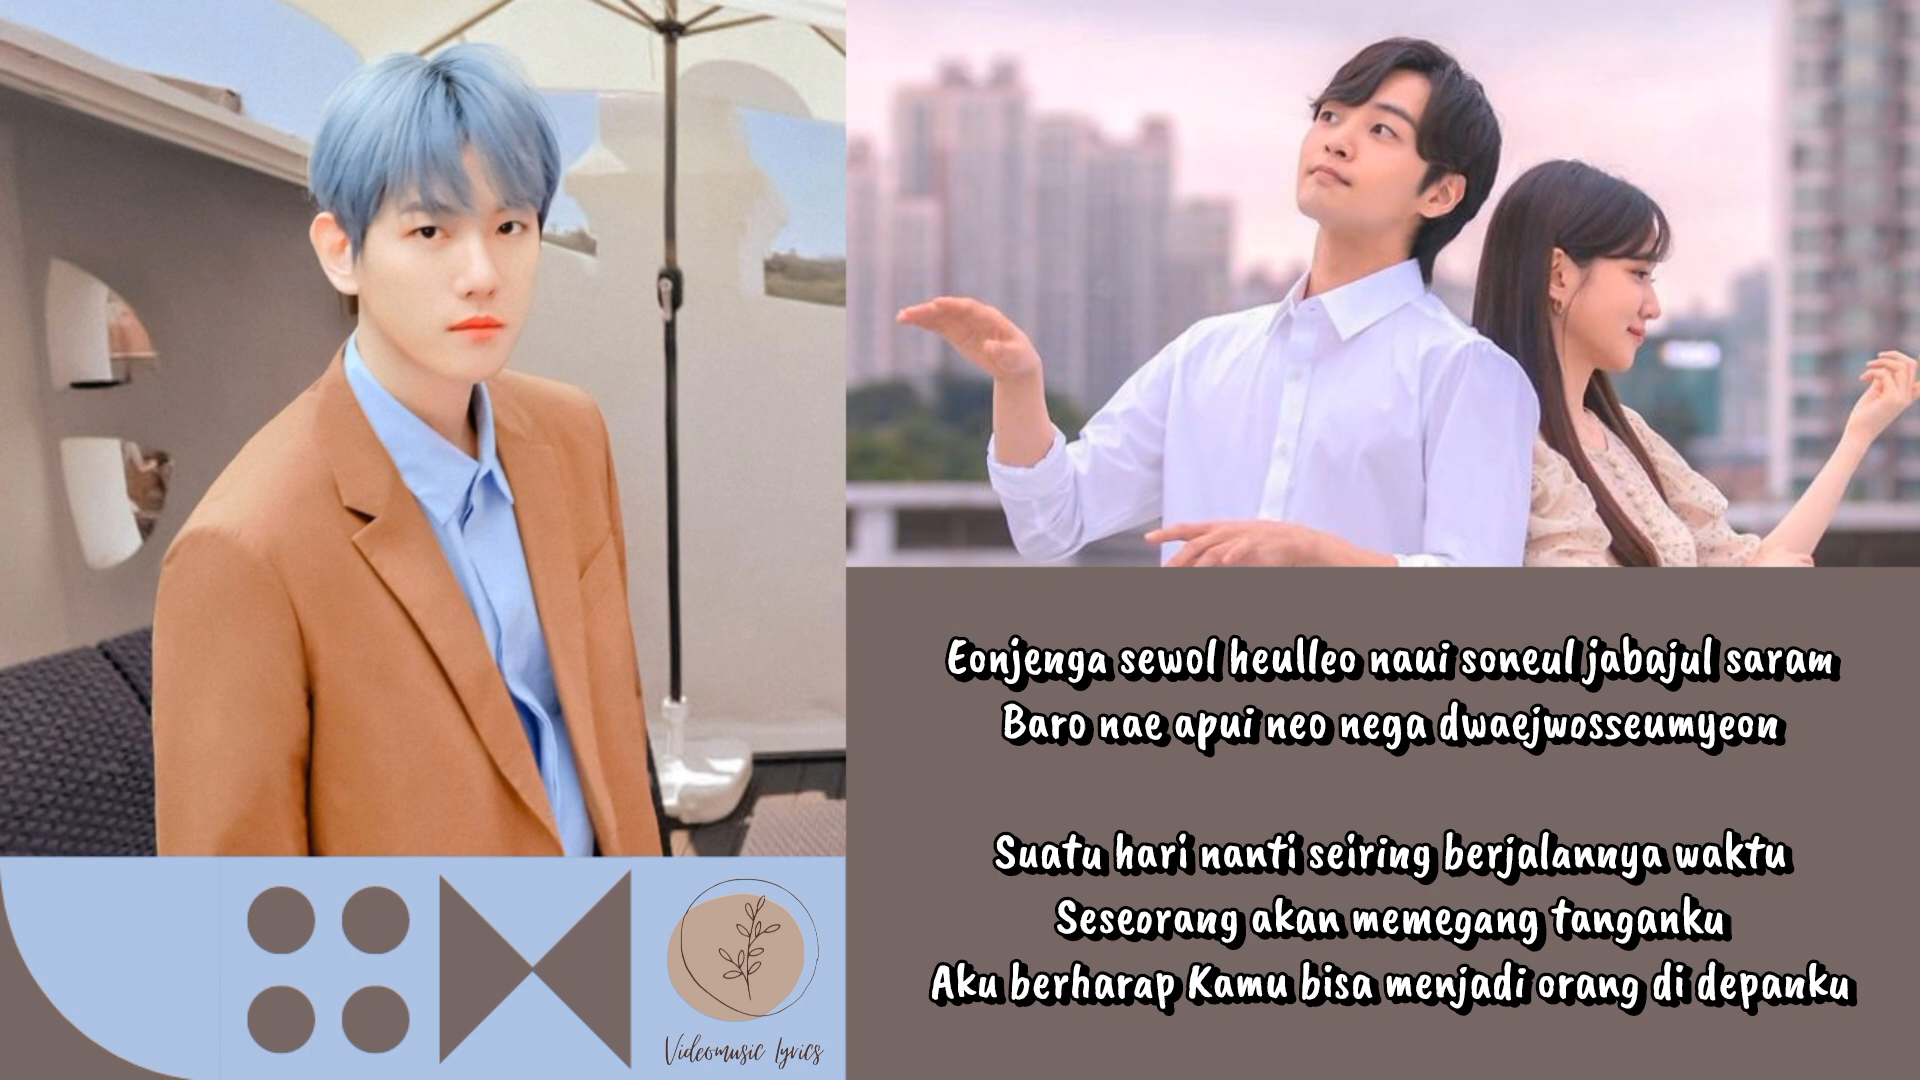 Eonjenga sewol heulleo naui soneul jabajul saram
Baro nae apui neo nega dwaejwosseumyeon
Suatu hari nanti seiring berjalannya waktu
Seseorang akan memegang tanganku
Aku berharap Kamu bisa menjadi orang di depanku
Videomusic lyrics